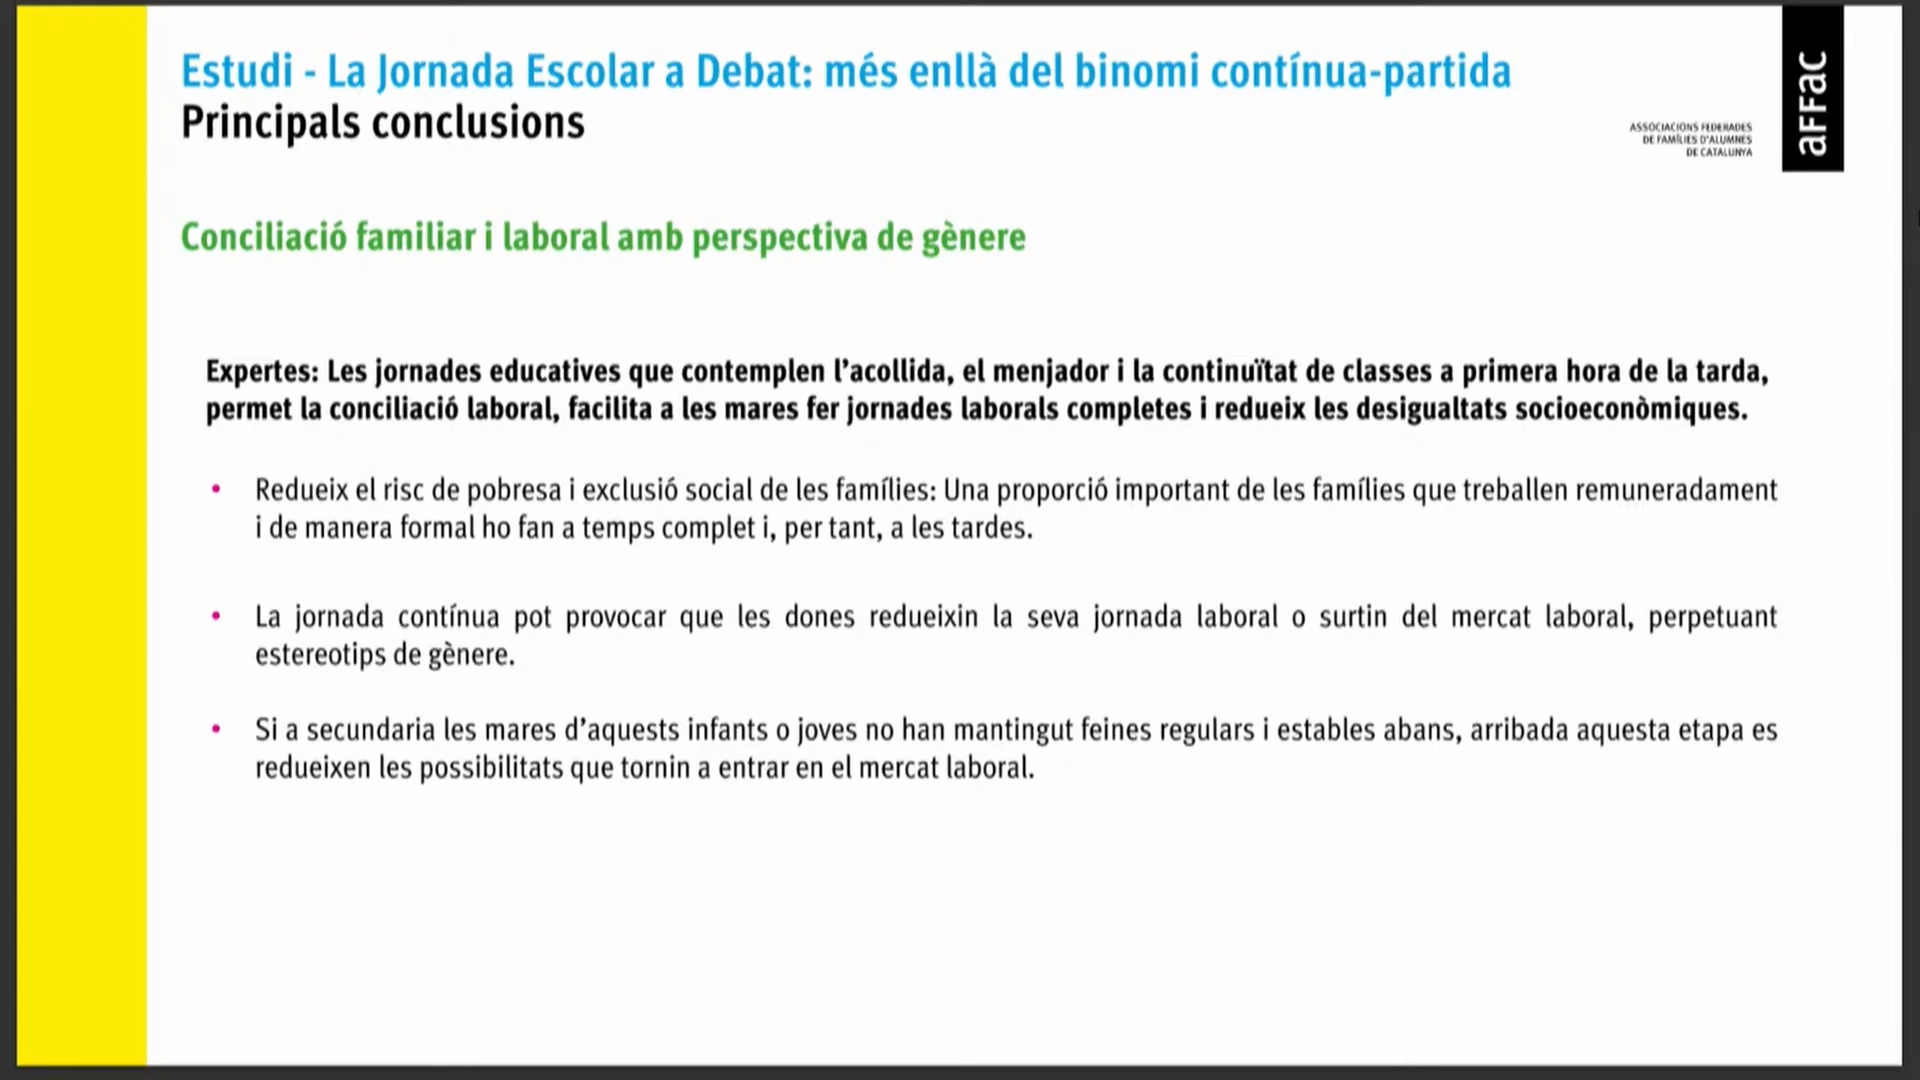 Estudi - La Jornada Escolar a Debat: més enllà del binomi contínua-partida
Principals conclusions
ASSOCIACIONS FEDERADES
DE FAMÍLIES D'ALUMNES
DE CATALUNYA
aFFaC
Conciliació familiar i laboral amb perspectiva de gènere
Expertes: Les jornades educatives que contemplen l’acollida, el menjador i la continuïtat de classes a primera hora de la tarda,
permet la conciliació laboral, facilita a les mares fer jornades laborals completes i redueix les desigualtats socioeconòmiques.
• Redueix el risc de pobresa i exclusió social de les famílies: Una proporció important de les famílies que treballen remuneradament
i de manera formal ho fan a temps complet i, per tant, a les tardes.
• La jornada contínua pot provocar que les dones redueixin la seva jornada laboral o surtin del mercat laboral, perpetuant
estereotips de gènere.
• Si a secundaria les mares d’aquests infants o joves no han mantingut feines regulars i estables abans, arribada aquesta etapa es
redueixen les possibilitats que tornin a entrar en el mercat laboral.